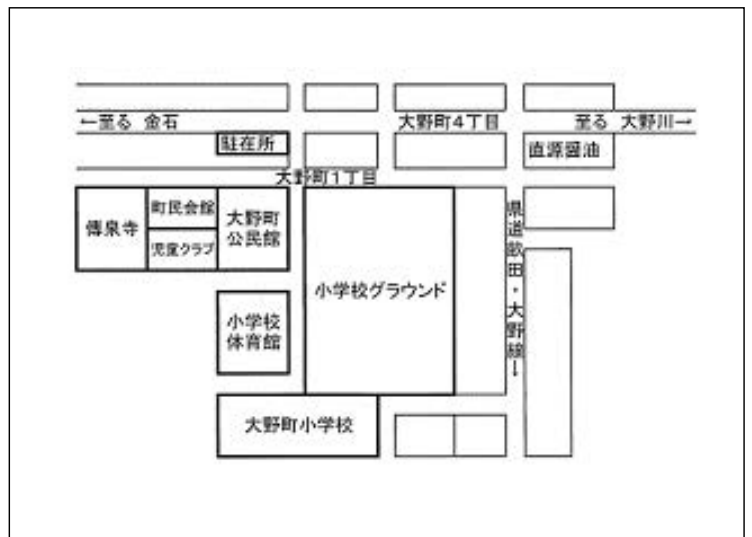 ←至る 金石
大野町4丁目
至る 大野川→
駐在所
直源醤油
大野町1丁目
傳泉寺
町民会館
児童クラブ
大野町
公民館
小学校グラウンド
県道畝田・大野線→
小学校
体育館
大野町小学校